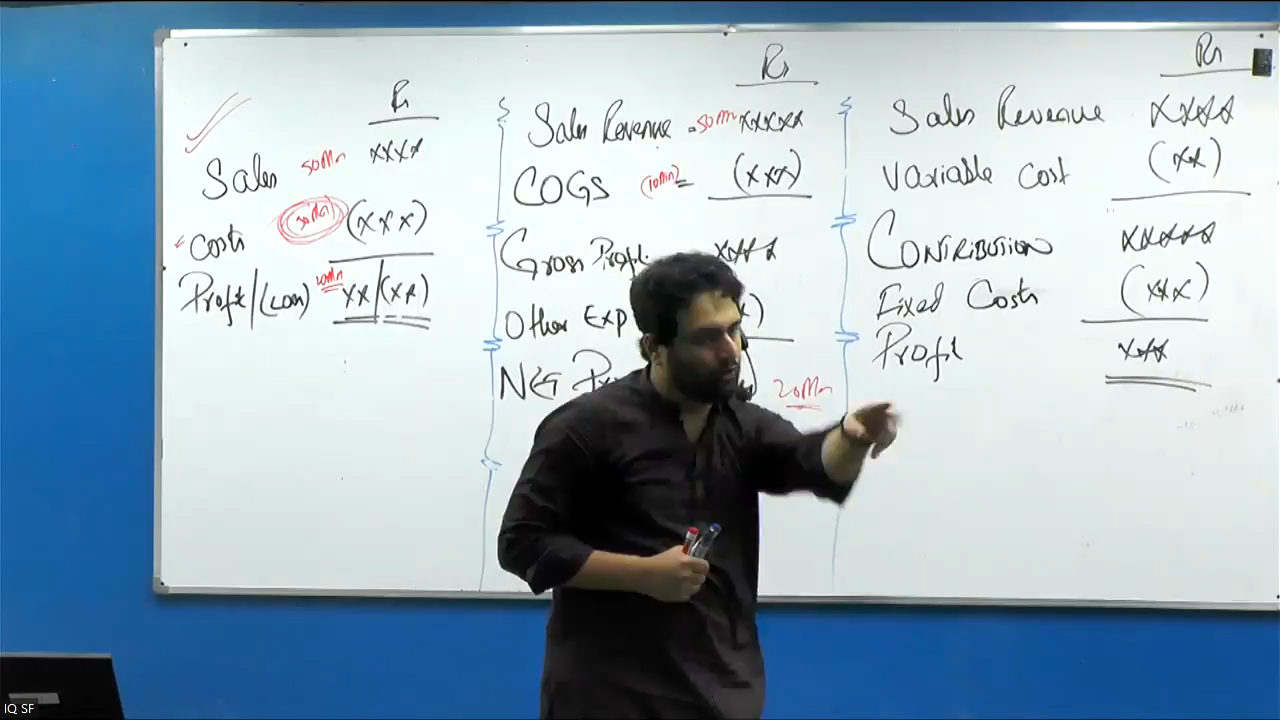 Rs
Sales 50Mn xxxx
Costs (30Mn) (xxx)
Profit/(Loss) 20Mn xx/(xx)
Rs
Sales Revenue = 50Mn xxxxx
COGS (10Mn) = (xxx)
Gross Profit xxxx
Other Exp
Net
20Mn
Rs
Sales Revenue xxxx
Variable Cost (xx)
Contribution xxxxx
Fixed Costs (xxx)
Profit xxx
IQ SF